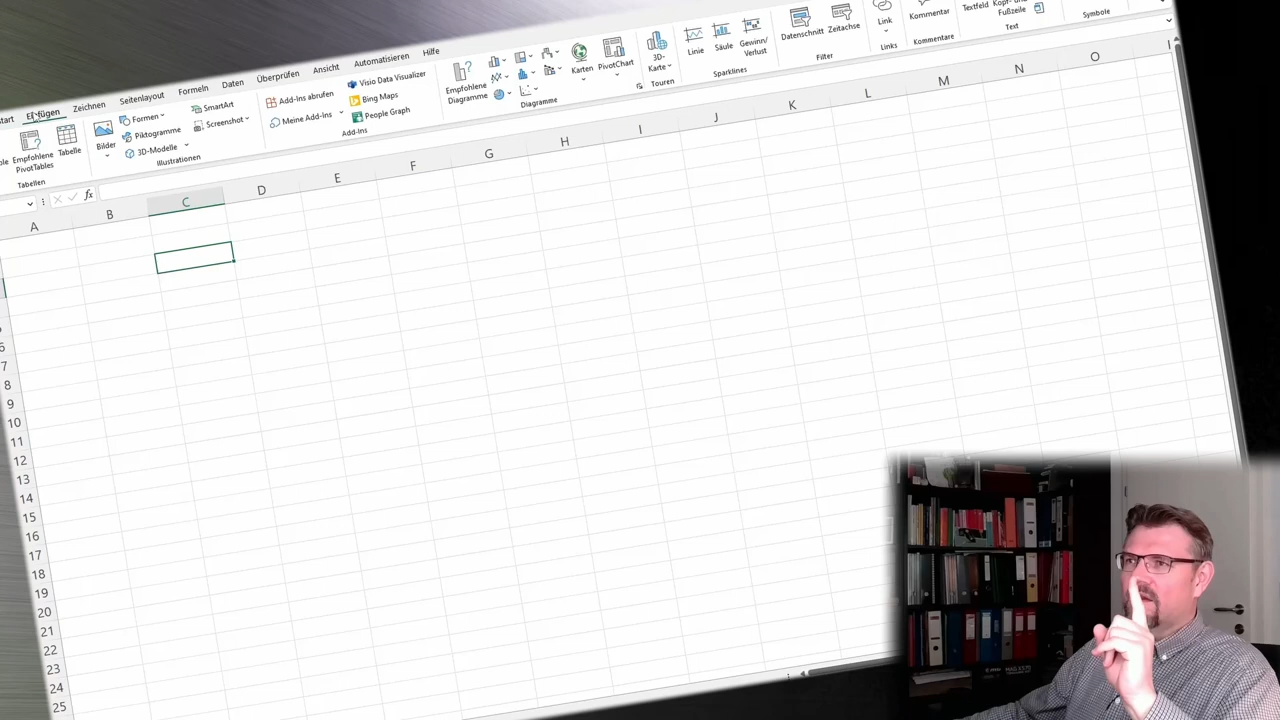 Start Einfügen Zeichnen Seitenlayout Formeln Daten Überprüfen Ansicht Automatisieren Hilfe
Empfohlene
PivotTables
Tabelle
Tabellen
Bilder
Formen
Piktogramme
3D-Modelle
SmartArt
Screenshot
Illustrationen
Add-Ins abrufen
Meine Add-Ins
Visio Data Visualizer
Bing Maps
People Graph
Add-Ins
Empfohlene
Diagramme
Karten
PivotChart
Diagramme
3D-
Karte
Touren
Linie
Säule
Gewinn/
Verlust
Sparklines
Datenschnitt
Zeitachse
Filter
Link
Links
Kommentar
Kommentare
Textfeld
Kopf- und
Fußzeile
Text
Symbole
fx
A B C D E F G H I J K L M N O
6
7
8
9
10
11
12
13
14
15
16
17
18
19
20
21
22
23
24
25